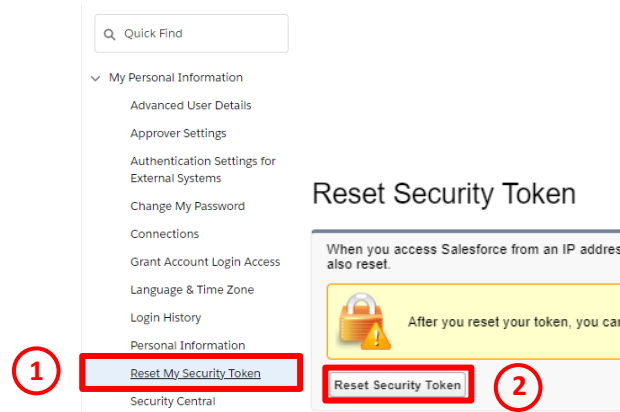 Quick Find
My Personal Information
Advanced User Details
Approver Settings
Authentication Settings for
External Systems
Change My Password
Connections
Grant Account Login Access
Language & Time Zone
Login History
Personal Information
1
Reset My Security Token
Security Central
Reset Security Token
When you access Salesforce from an IP addres
also reset.
After you reset your token, you can
Reset Security Token
2